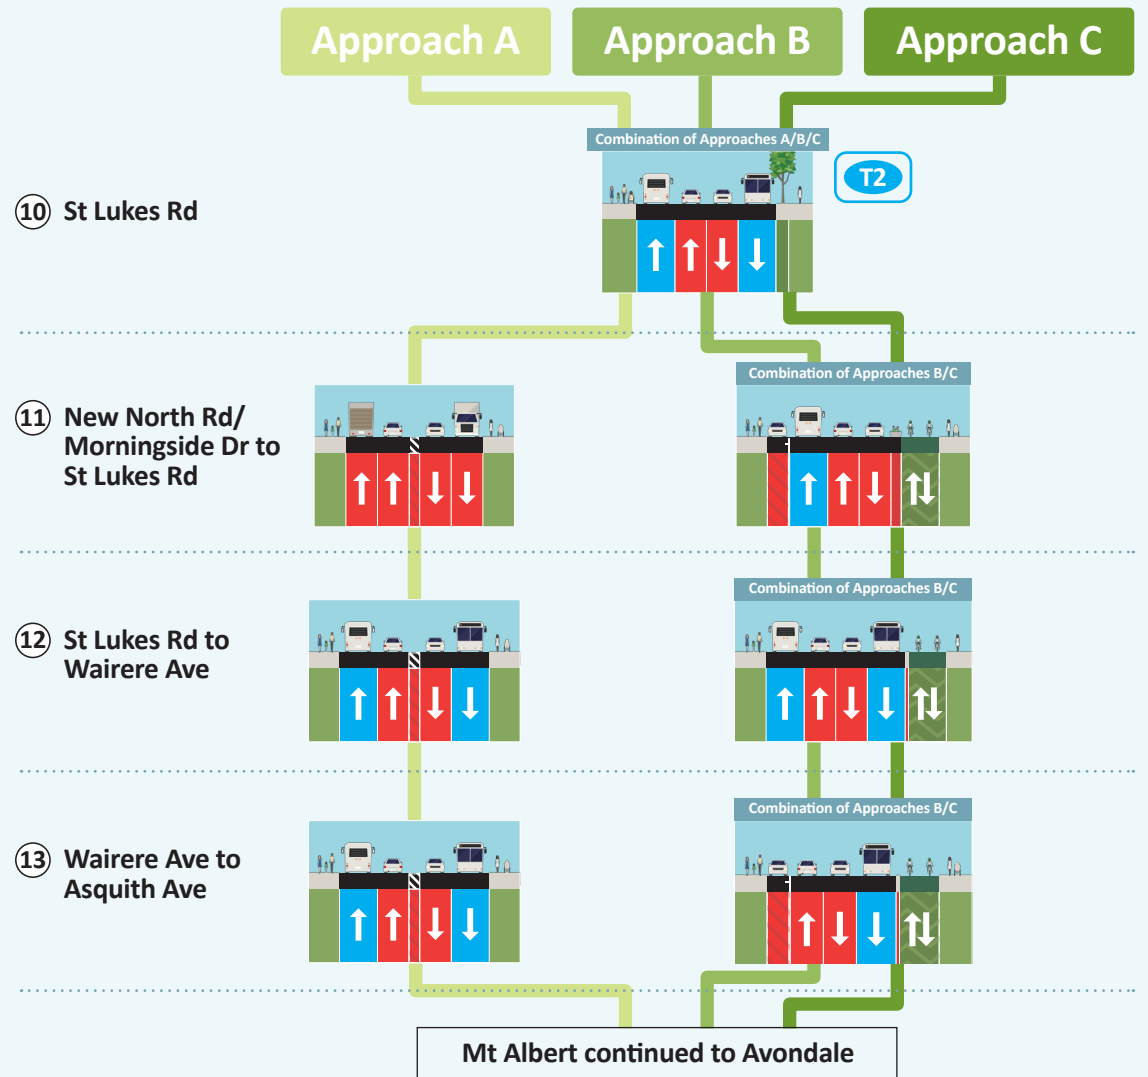 Approach A
Approach B
Approach C
Combination of Approaches A/B/C
T2
10 St Lukes Rd
11 New North Rd/
Morningside Dr to
St Lukes Rd
Combination of Approaches B/C
12 St Lukes Rd to
Wairere Ave
Combination of Approaches B/C
13 Wairere Ave to
Asquith Ave
Combination of Approaches B/C
Mt Albert continued to Avondale